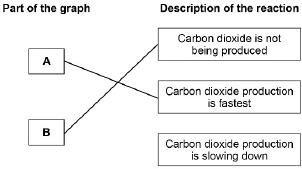 Part of the graph
Description of the reaction
A
B
Carbon dioxide is not
being produced
Carbon dioxide production
is fastest
Carbon dioxide production
is slowing down